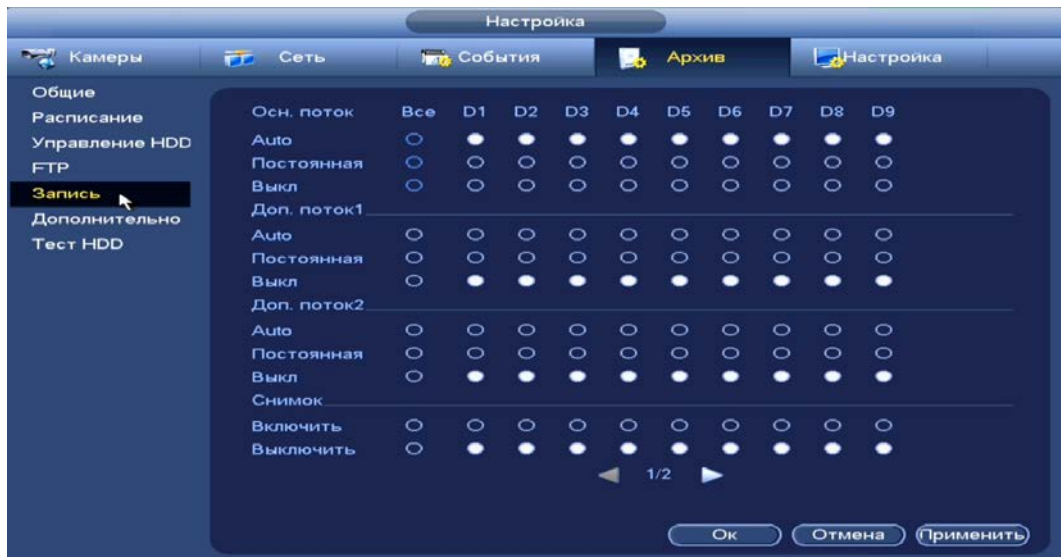 Настройка
Камеры Сеть События Архив Настройка
Общие
Расписание
Управление HDD
FTP
Запись
Дополнительно
Тест HDD
Осн. поток Все D1 D2 D3 D4 D5 D6 D7 D8 D9
Auto
Постоянная
Выкл
Доп. поток1
Auto
Постоянная
Выкл
Доп. поток2
Auto
Постоянная
Выкл
Снимок
Включить
Выключить
1/2
Ок Отмена Применить